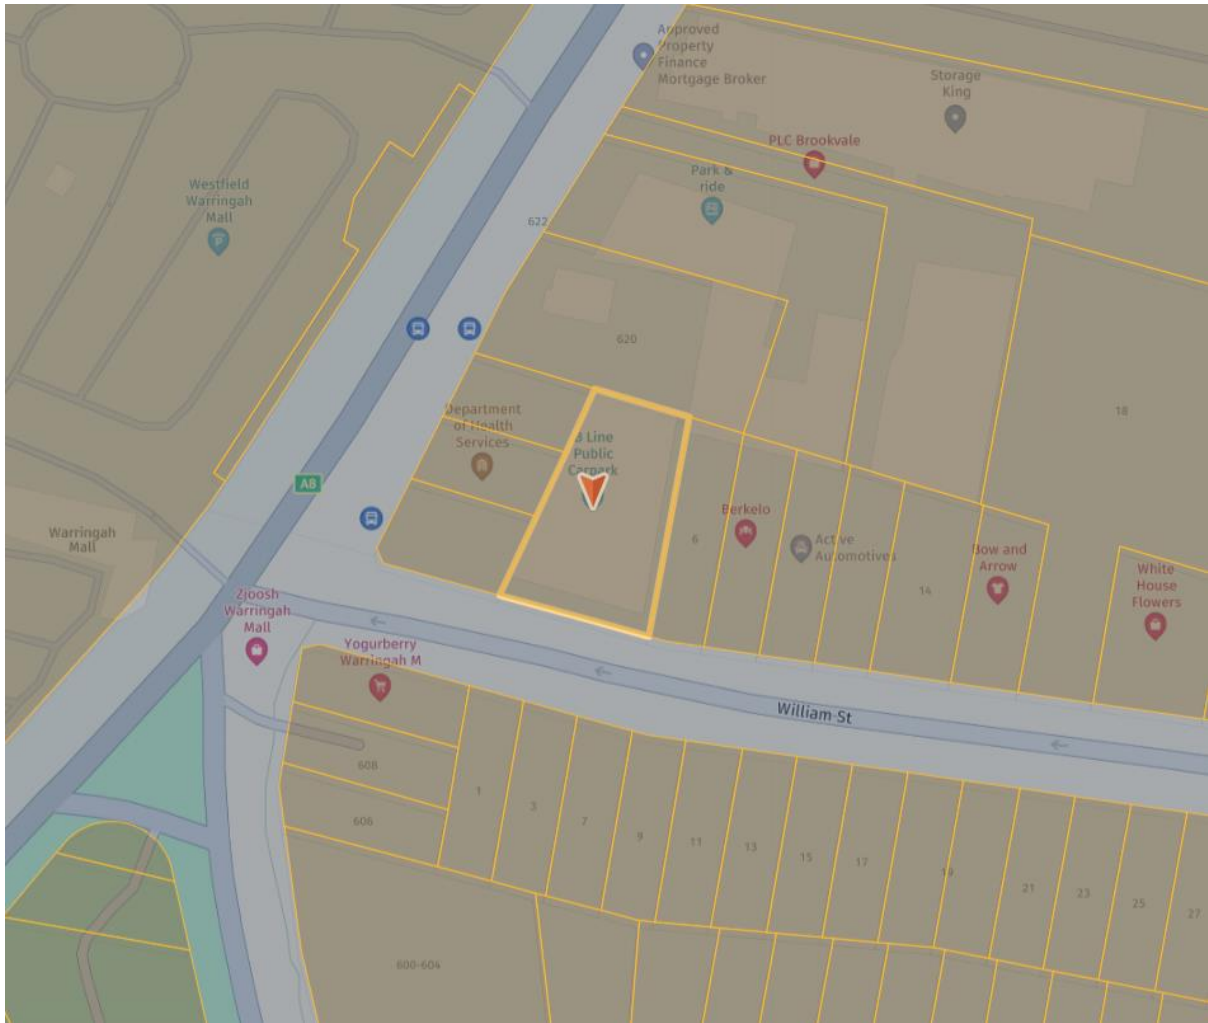 Approved
Property
Finance
Mortgage Broker
Storage
King
PLC Brookvale
Park &
ride
Westfield
Warringah
Mall
622
620
18
Department
of Health
Services
B Line
Public
Carpark
A8
Warringah
Mall
6
Berkelo
Active
Automotives
14
Bow and
Arrow
White
House
Flowers
Zjoosh
Warringah
Mall
Yogurberry
Warringah M
William St
608
606
1
3
7
9
11
13
15
17
19
21
23
25
27
600-604